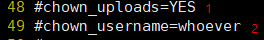 48 #chown_uploads=YES 1
49 #chown_username=whoever 2